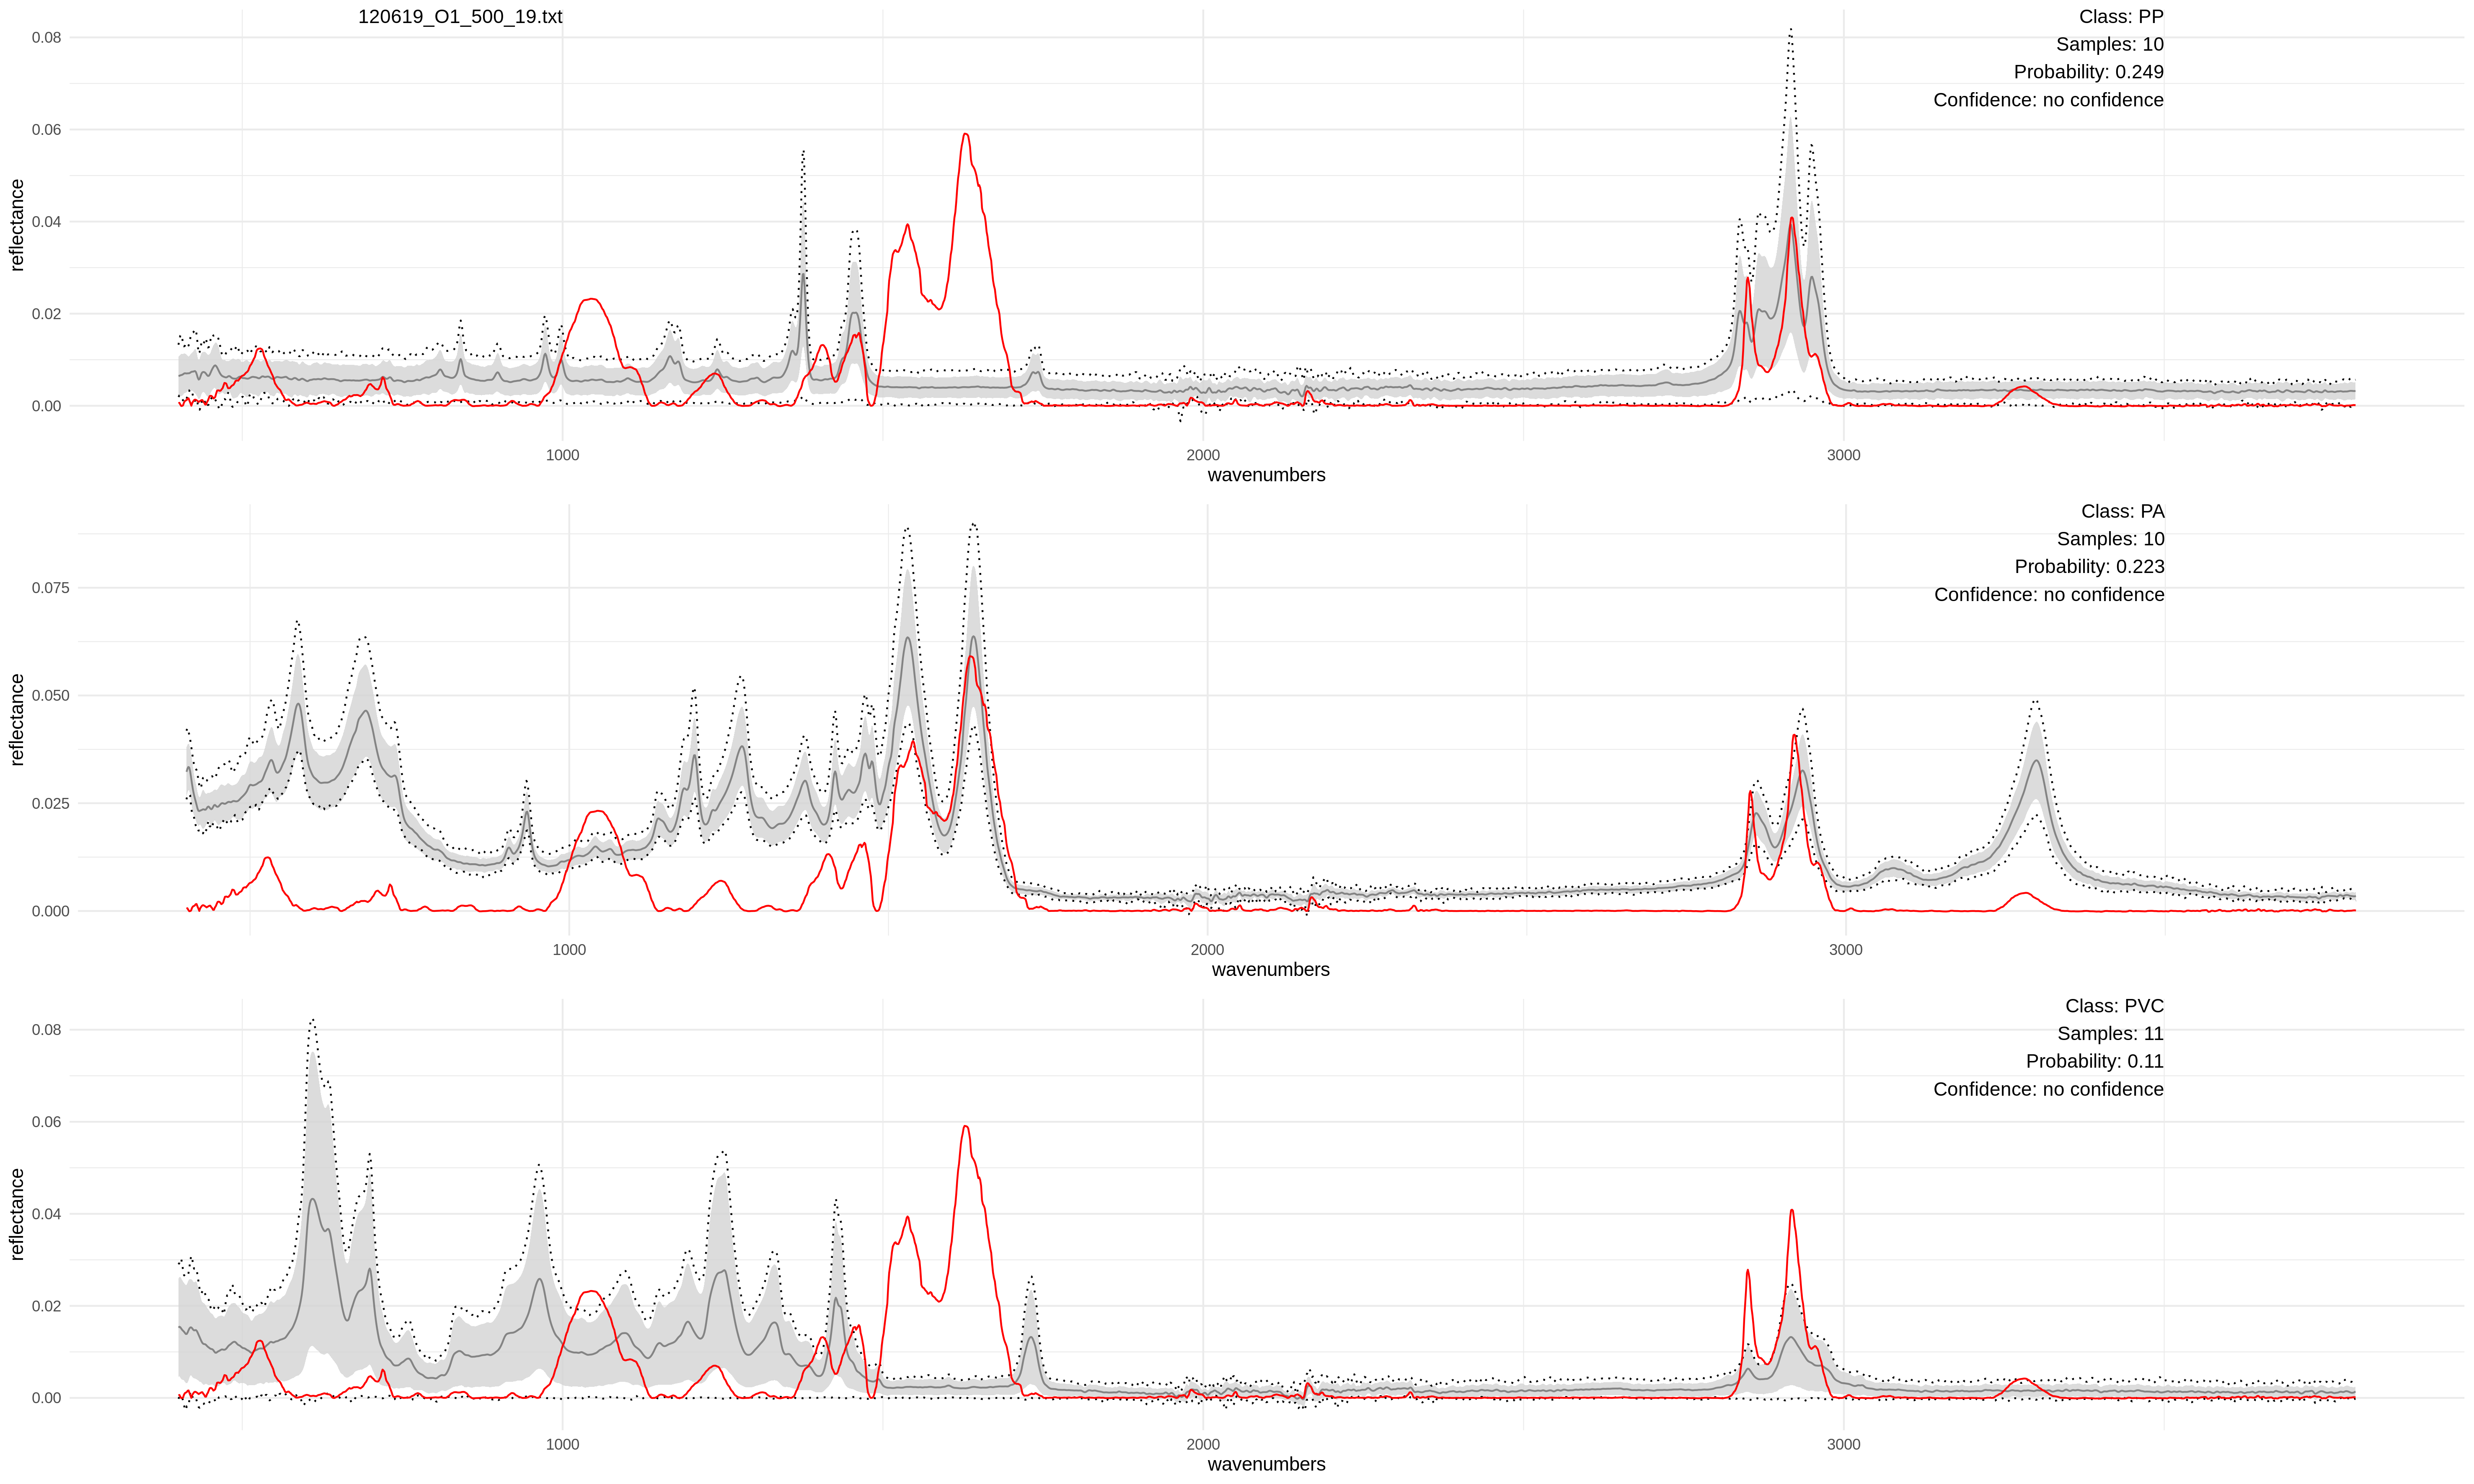 120619_O1_500_19.txt
Class: PP
Samples: 10
Probability: 0.249
Confidence: no confidence
0.08
0.06
0.04
0.02
0.00
reflectance
1000 2000 3000
wavenumbers
Class: PA
Samples: 10
Probability: 0.223
Confidence: no confidence
0.075
0.050
0.025
0.000
reflectance
1000 2000 3000
wavenumbers
Class: PVC
Samples: 11
Probability: 0.11
Confidence: no confidence
0.08
0.06
0.04
0.02
0.00
reflectance
1000 2000 3000
wavenumbers